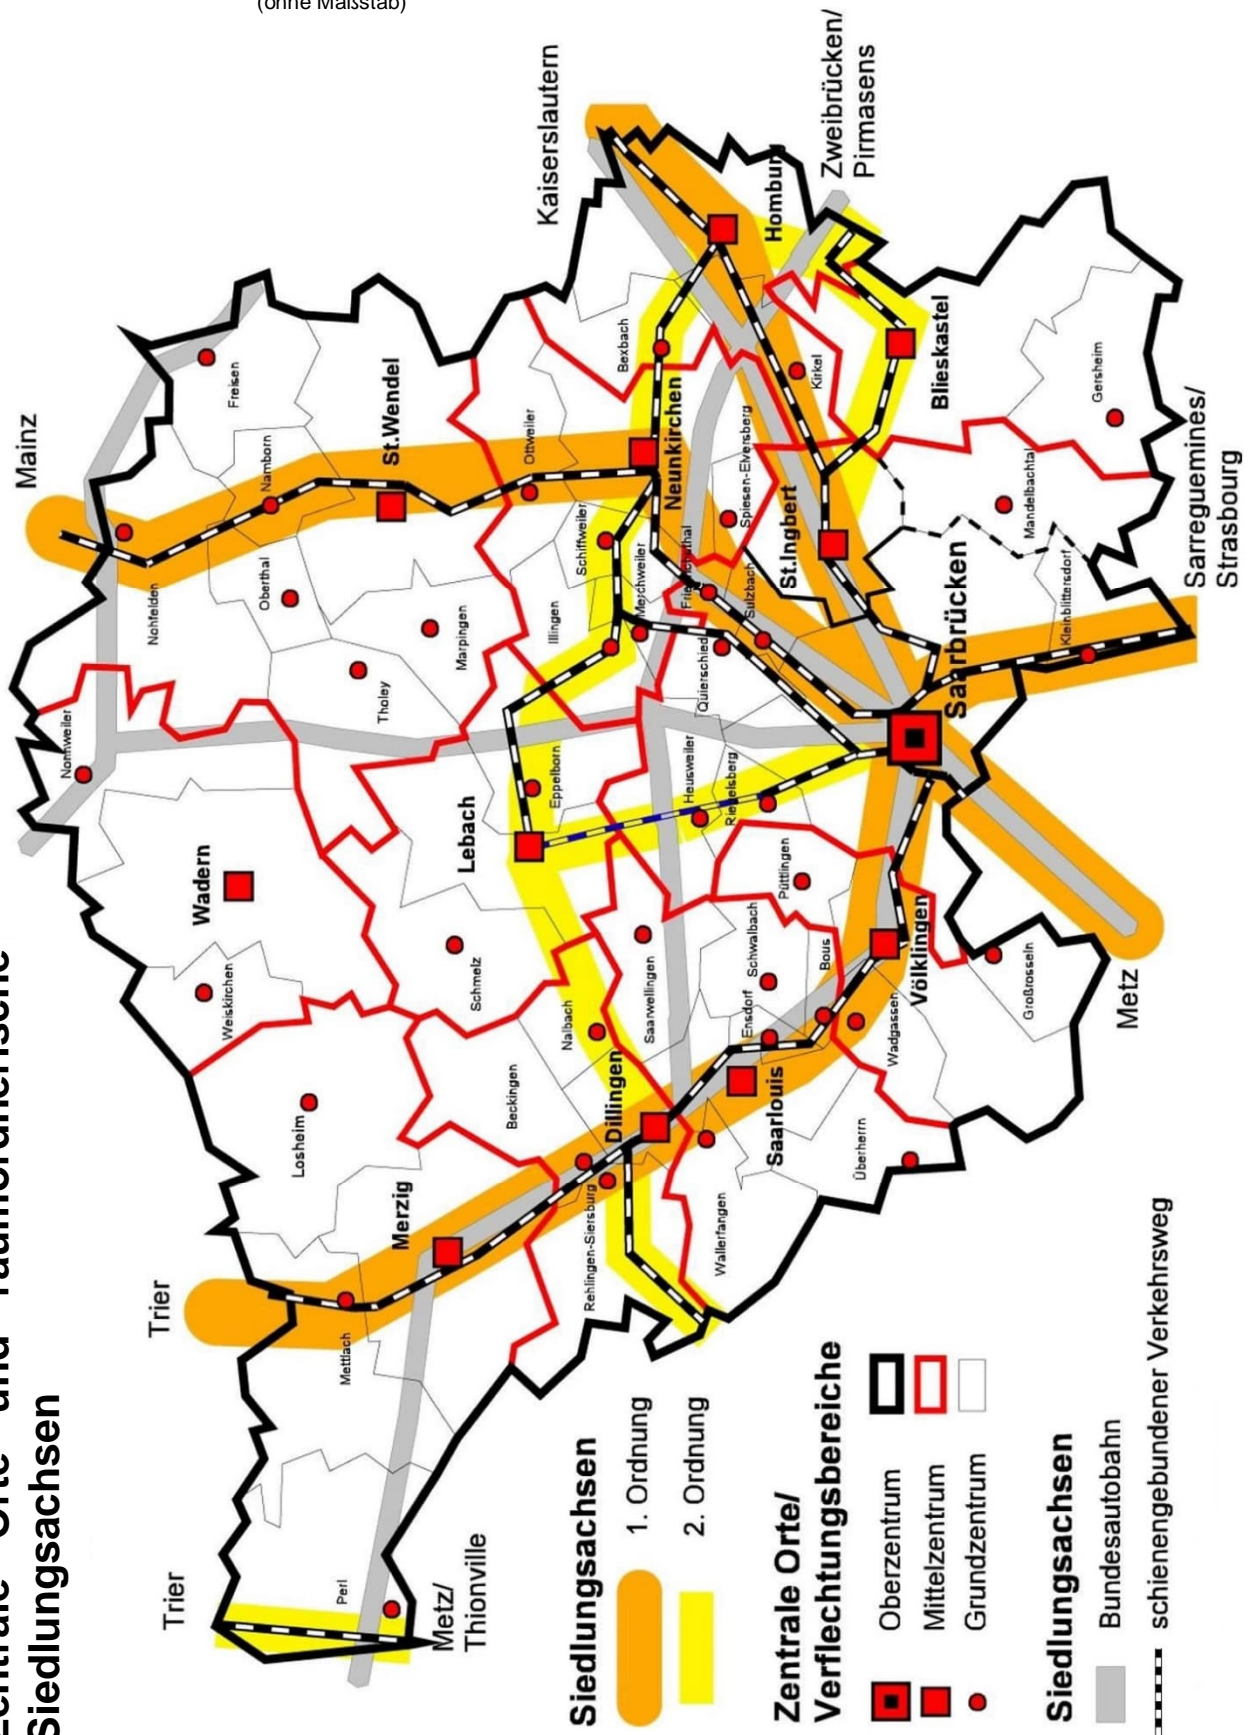 (ohne Maßstab)
Zentrale Orte und raumordnerische
Siedlungsachsen
Mainz
Kaiserslautern
Zweibrücken/
Pirmasens
Freisen
Namborn
St.Wendel
Nohfelden
Oberthal
Marpingen
Tholey
Nonnweiler
Wadern
Weiskirchen
Losheim
Ottweiler
Bexbach
Homburg
Neunkirchen
Kirkel
Blieskastel
Gersheim
Schiffweiler
Spiesen-Elversberg
St.Ingbert
Mandelbachtal
Merchweiler
Illingen
Friedrichsthal
Sulzbach
Quierschied
Saarbrücken
Kleinblittersdorf
Sarreguemines/
Strasbourg
Eppelborn
Lebach
Heusweiler
Riegelsberg
Püttlingen
Schmelz
Nalbach
Saarwellingen
Schwalbach
Ensdorf
Bous
Völklingen
Großrosseln
Metz
Wadgassen
Beckingen
Dillingen
Saarlouis
Überherrn
Merzig
Rehlingen-Siersburg
Wallerfangen
Trier
Mettlach
Trier
Perl
Metz/
Thionville
Siedlungsachsen
1. Ordnung
2. Ordnung
Zentrale Orte/
Verflechtungsbereiche
Oberzentrum
Mittelzentrum
Grundzentrum
Siedlungsachsen
Bundesautobahn
schienengebundener Verkehrsweg